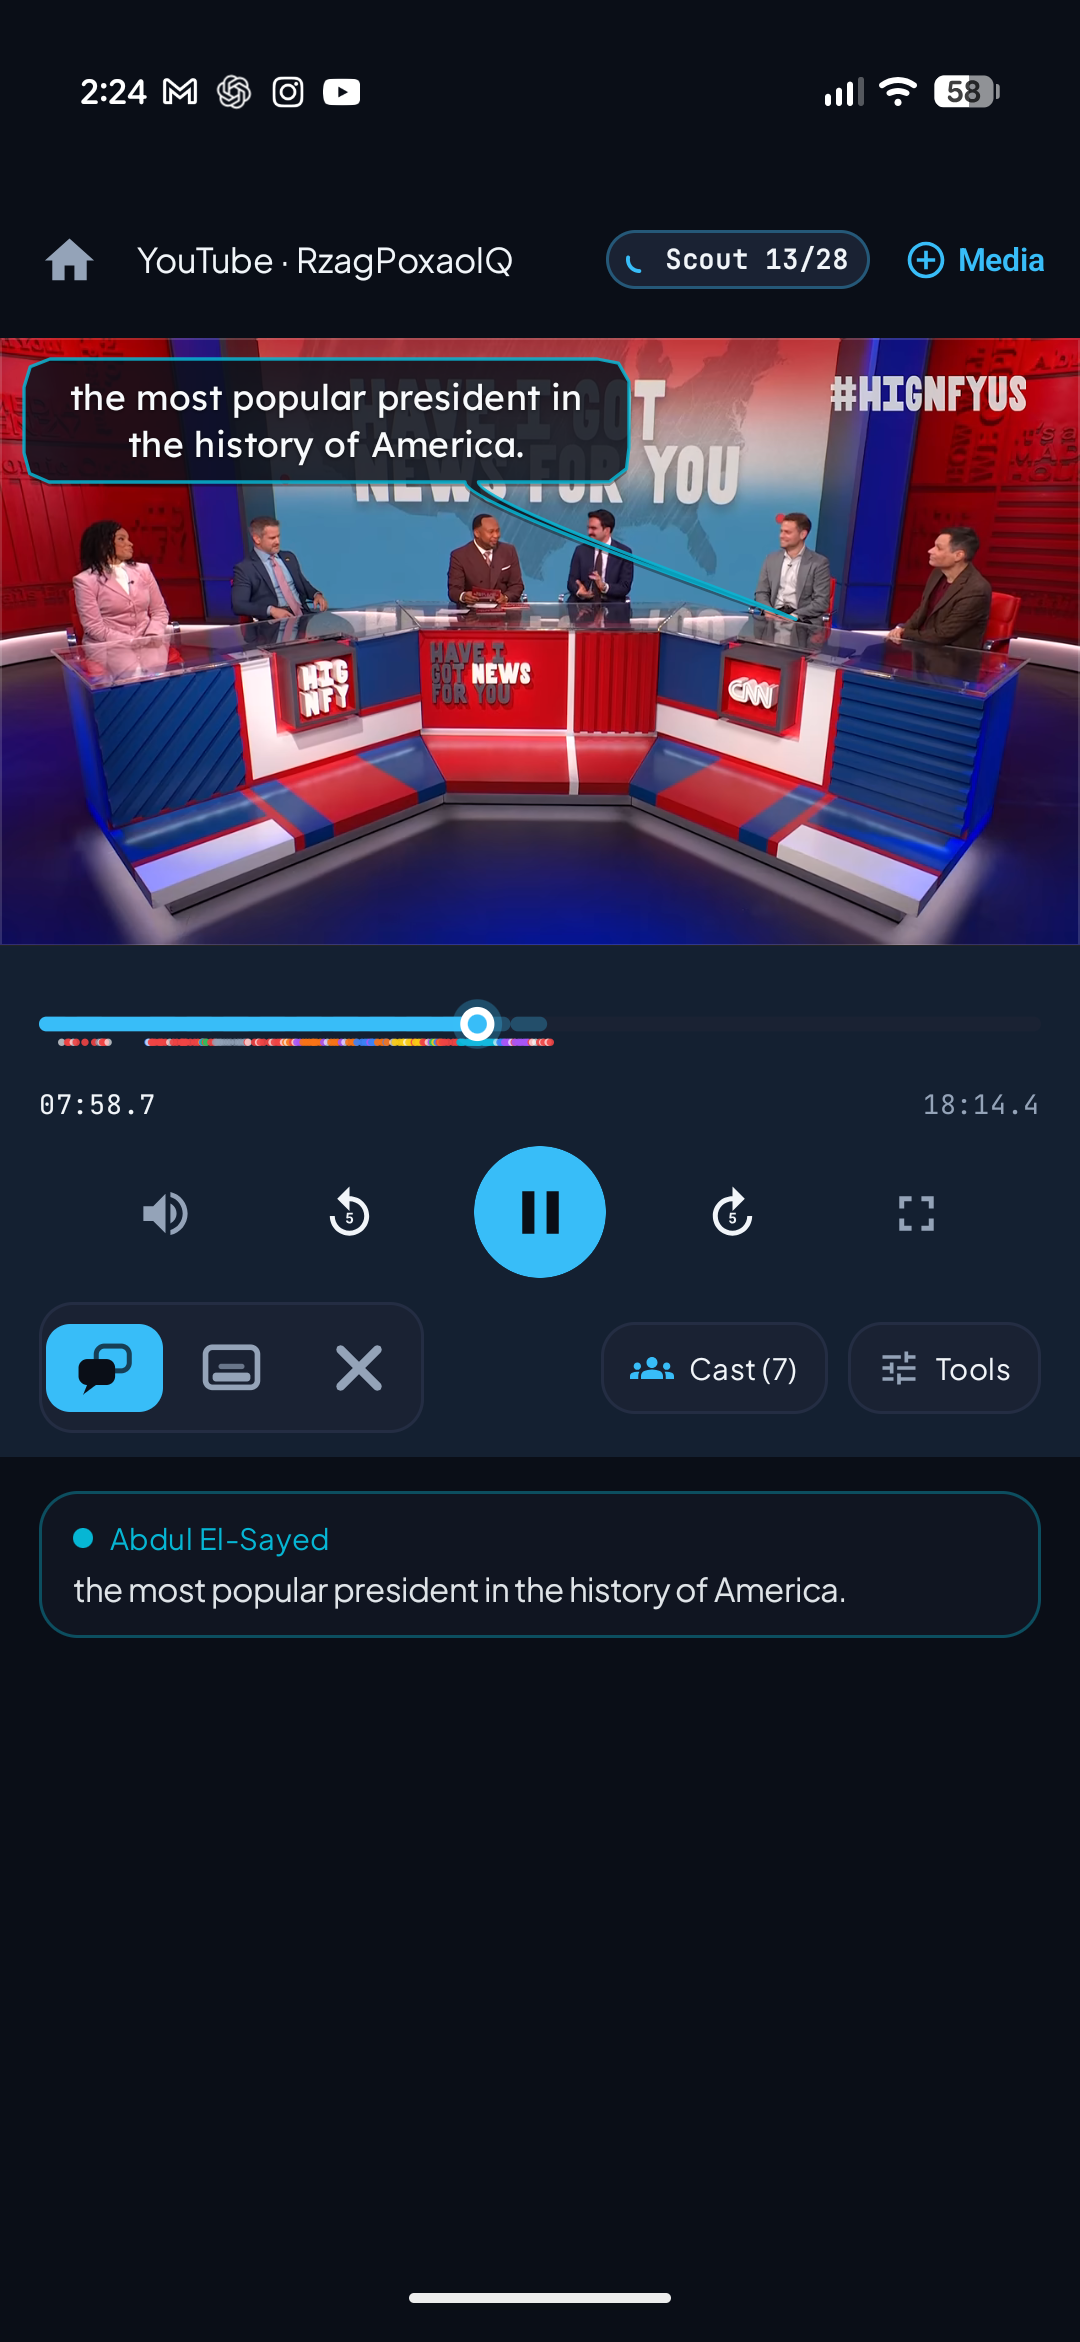 2:24
58
YouTube · RzagPoxaolQ
Scout 13/28
Media
the most popular president in
the history of America.
#HIGNFYUS
T
NEWS FOR YOU
HIG
NFY
HAVE I
GOT NEWS
FOR YOU
CNN
07:58.7
18:14.4
5
5
Cast (7)
Tools
Abdul El-Sayed
the most popular president in the history of America.